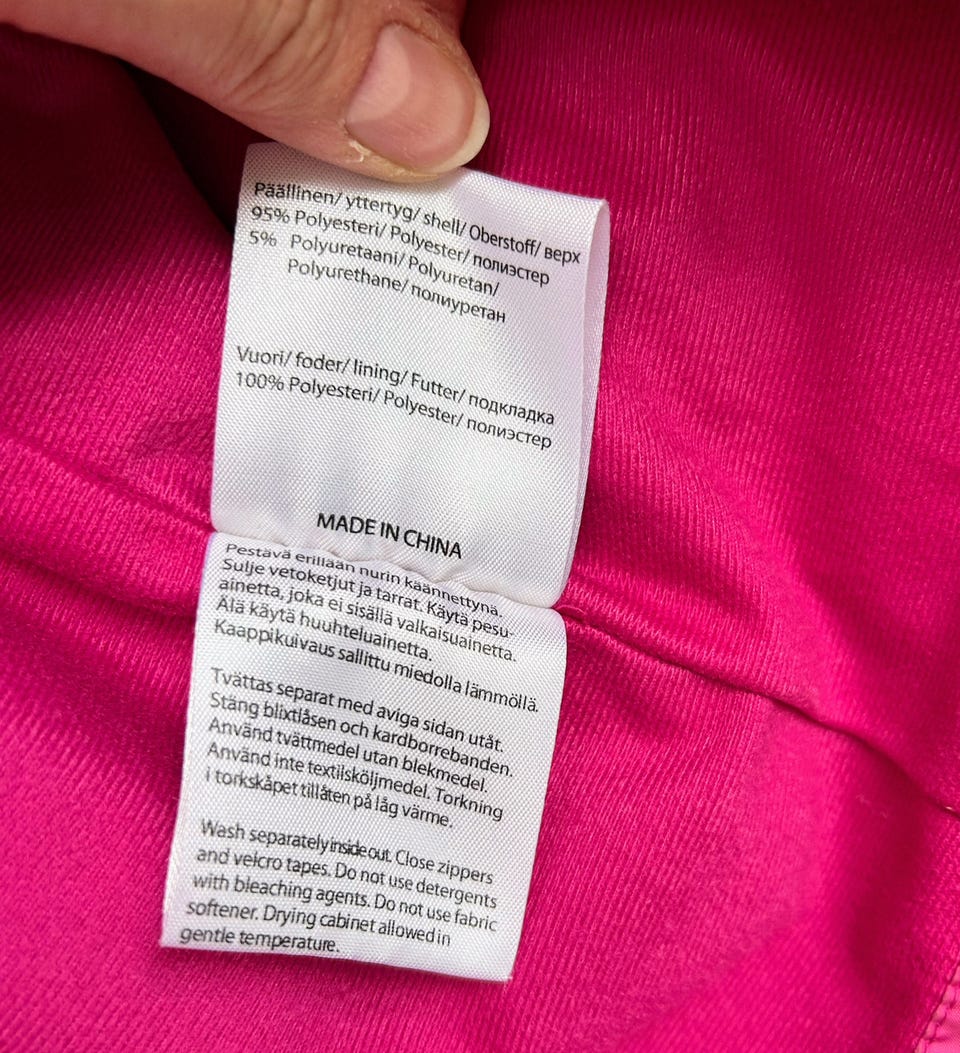 Päällinen/ yttertyg/ shell/ Oberstoff/ верх
95% Polyesteri/ Polyester/ полиэстер
5% Polyuretaani/ Polyuretan/
Polyurethane/ полиуретан
Vuori/ foder/ lining/ Futter/ подкладка
100% Polyesteri/ Polyester/ полиэстер
MADE IN CHINA
Pestävä erillään nurin käännettynä.
Sulje vetoketjut ja tarrat. Käytä pesu-
ainetta, joka ei sisällä valkaisuainetta.
Älä käytä huuhteluainetta.
Kaappikuivaus sallittu miedolla lämmöllä.
Tvättas separat med aviga sidan utåt.
Stäng blixtlåsen och kardborrebanden.
Använd tvättmedel utan blekmedel.
Använd inte textilsköljmedel. Torkning
i torkskåpet tillåten på låg värme.
Wash separately inside out. Close zippers
and velcro tapes. Do not use detergents
with bleaching agents. Do not use fabric
softener. Drying cabinet allowed in
gentle temperature.